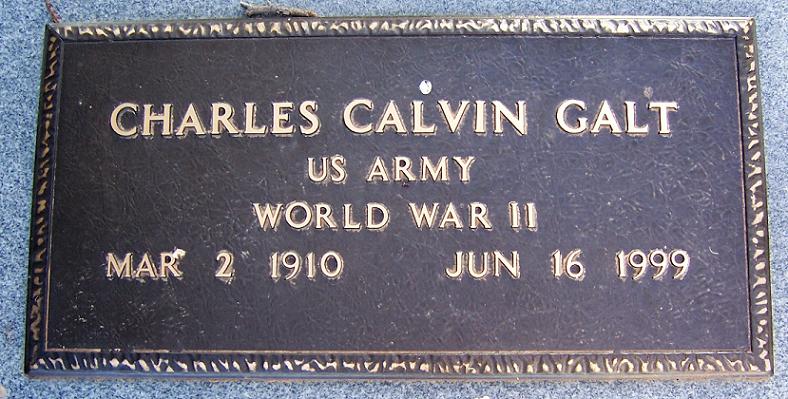 CHARLES CALVIN GALT
US ARMY
WORLD WAR II
MAR 2 1910 JUN 16 1999